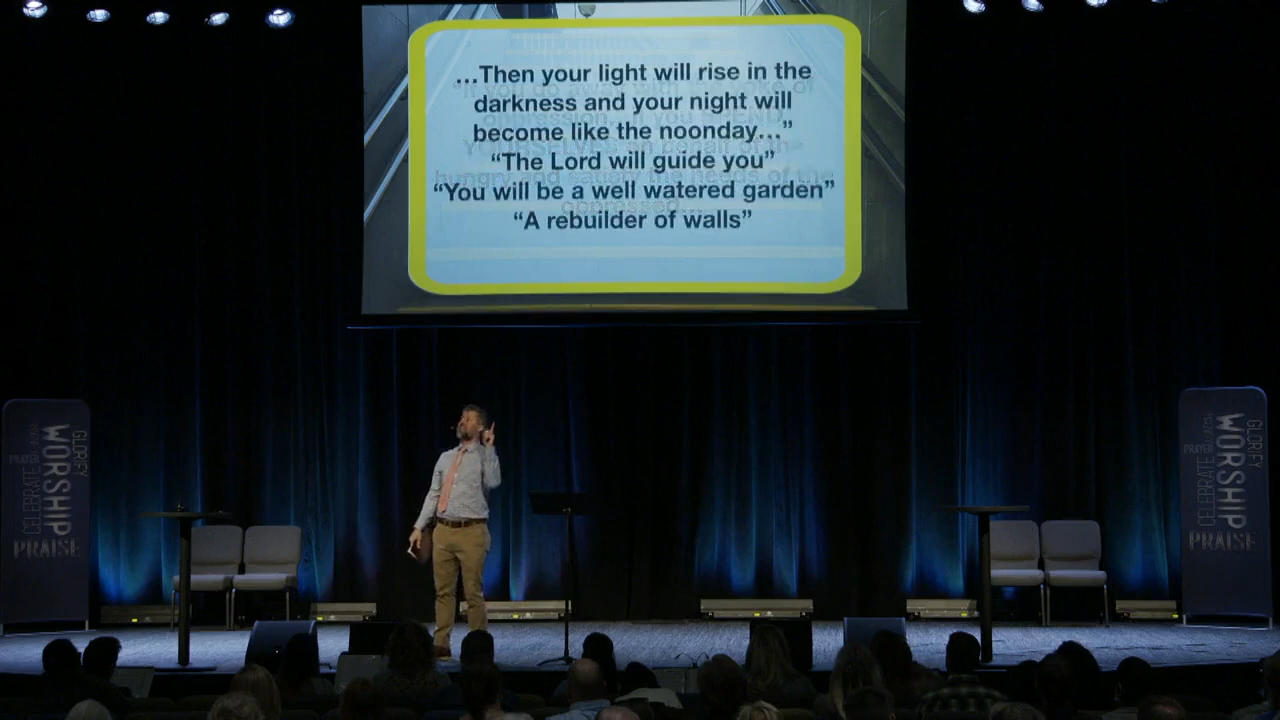 …Then your light will rise in the
darkness and your night will
become like the noonday…”
“The Lord will guide you”
“You will be a well watered garden”
“A rebuilder of walls”
GLORIFY
WORSHIP
CELEBRATE
PRAYER
PRAISE
GLORIFY
WORSHIP
CELEBRATE
PRAYER
PRAISE